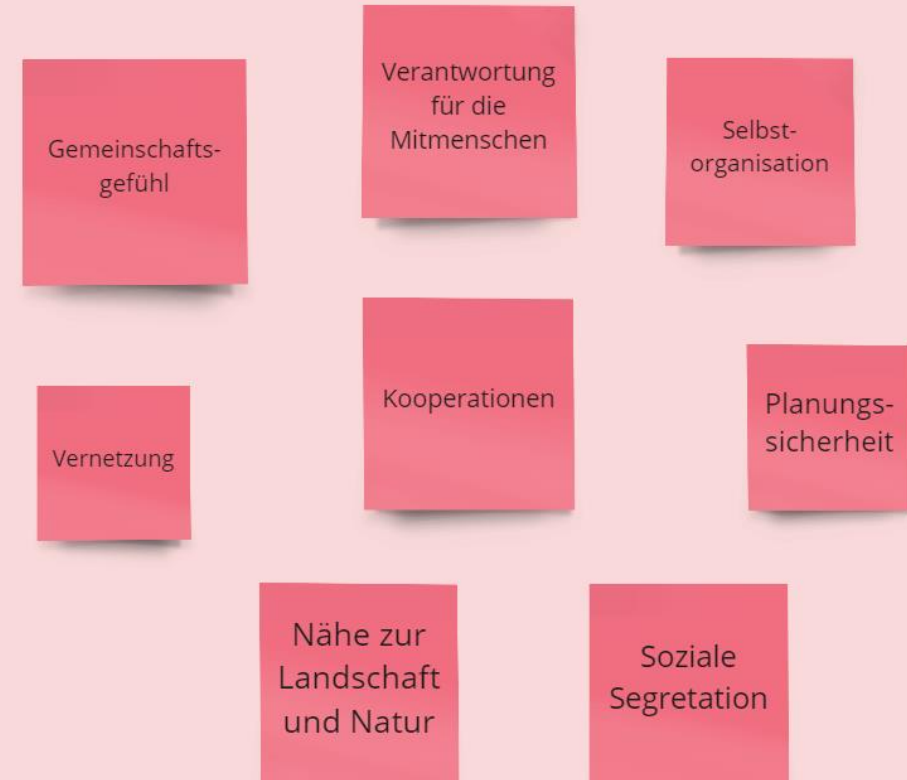 Gemeinschafts-
gefühl
Verantwortung
für die
Mitmenschen
Selbst-
organisation
Vernetzung
Kooperationen
Planungs-
sicherheit
Nähe zur
Landschaft
und Natur
Soziale
Segretation